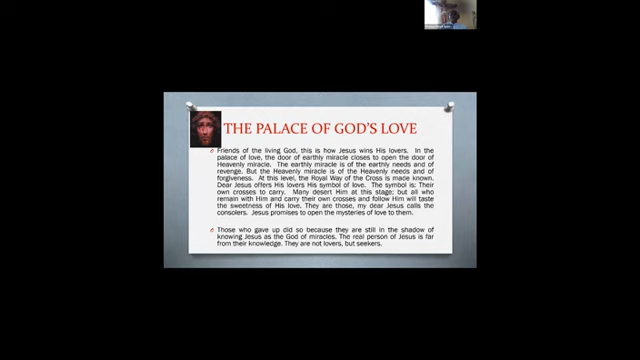 THE PALACE OF GOD'S LOVE
Friends of the living God, this is how Jesus wins His lovers. In the
palace of love, the door of earthly miracle closes to open the door of
Heavenly miracle. The earthly miracle is of the earthly needs and of
revenge. But the Heavenly miracle is of the Heavenly needs and of
forgiveness. At this level, the Royal Way of the Cross is made known.
Dear Jesus offers His lovers His symbol of love. The symbol is: Their
own crosses to carry. Many desert Him at this stage; but all who
remain with Him and carry their own crosses and follow Him will taste
the sweetness of His love. They are those, my dear Jesus calls the
consolers. Jesus promises to open the mysteries of love to them.
Those who gave up did so because they are still in the shadow of
knowing Jesus as the God of miracles. The real person of Jesus is far
from their knowledge. They are not lovers, but seekers.